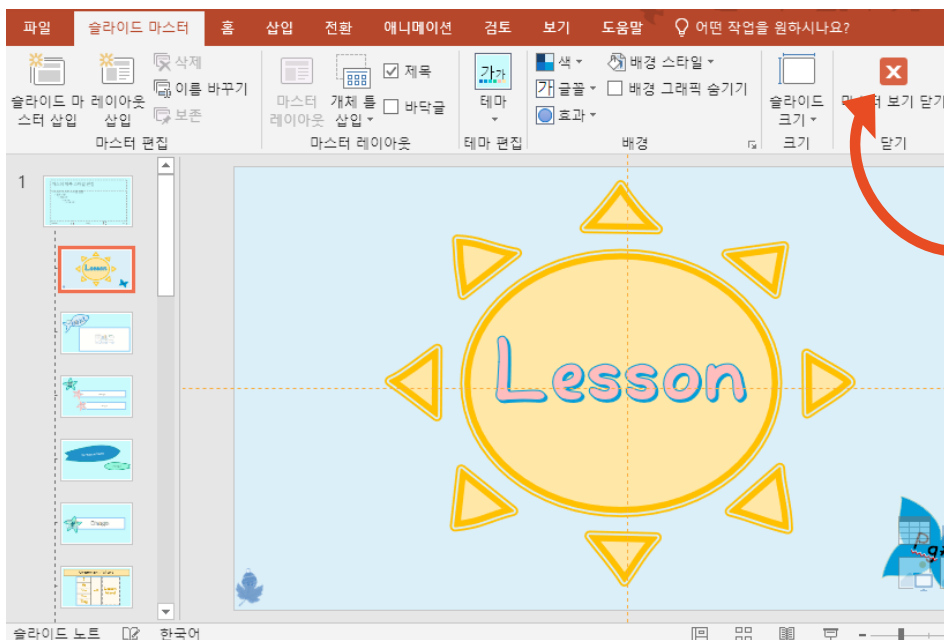 파일 슬라이드 마스터 홈 삽입 전환 애니메이션 검토 보기 도움말 어떤 작업을 원하시나요?
슬라이드 마스터 삽입
레이아웃 삽입
삭제
이름 바꾸기
보존
마스터 편집
마스터 레이아웃
개체 틀 삽입
제목
바닥글
마스터 레이아웃
가가
테마
테마 편집
색
가 글꼴
효과
배경 스타일
배경 그래픽 숨기기
배경
슬라이드 크기
크기
보기 닫기
닫기
1
Lesson
Lesson
슬라이드 노트 한국어